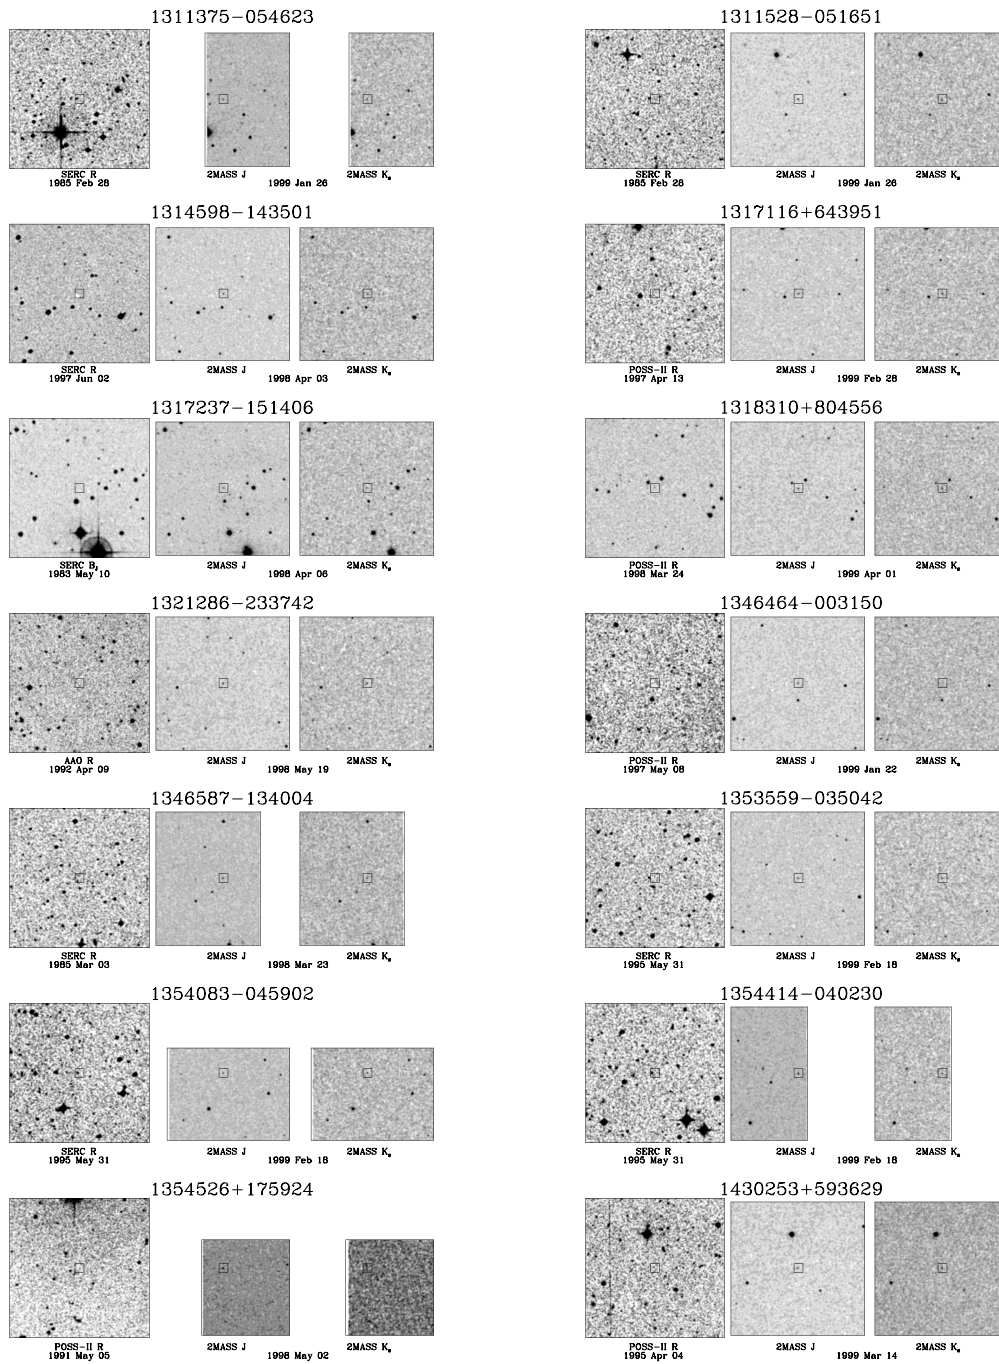 1311375-054623
SERC R
1985 Feb 28
2MASS J
1999 Jan 26
2MASS Ks
1311528-051651
SERC R
1985 Feb 28
2MASS J
1999 Jan 26
2MASS Ks
1314598-143501
SERC R
1997 Jun 02
2MASS J
1998 Apr 03
2MASS Ks
1317116+643951
POSS-II R
1997 Apr 13
2MASS J
1999 Feb 28
2MASS Ks
1317237-151406
SERC BJ
1983 May 10
2MASS J
1998 Apr 06
2MASS Ks
1318310+804556
POSS-II R
1998 Mar 24
2MASS J
1999 Apr 01
2MASS Ks
1321286-233742
AAO R
1992 Apr 09
2MASS J
1998 May 19
2MASS Ks
1346464-003150
POSS-II R
1997 May 08
2MASS J
1999 Jan 22
2MASS Ks
1346587-134004
SERC R
1985 Mar 03
2MASS J
1998 Mar 23
2MASS Ks
1353559-035042
SERC R
1995 May 31
2MASS J
1999 Feb 18
2MASS Ks
1354083-045902
SERC R
1995 May 31
2MASS J
1999 Feb 18
2MASS Ks
1354414-040230
SERC R
1995 May 31
2MASS J
1999 Feb 18
2MASS Ks
1354526+175924
POSS-II R
1991 May 05
2MASS J
1998 May 02
2MASS Ks
1430253+593629
POSS-II R
1995 Apr 04
2MASS J
1999 Mar 14
2MASS Ks